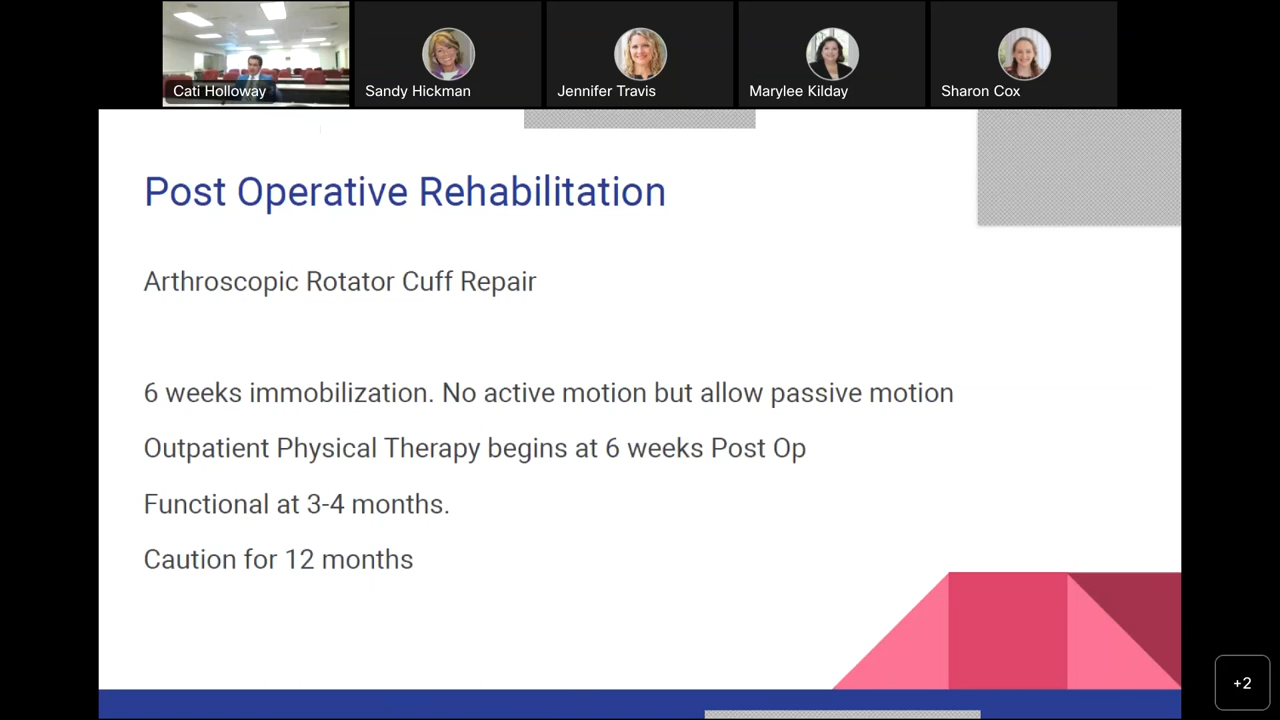 Cati Holloway
Sandy Hickman
Jennifer Travis
Marylee Kilday
Sharon Cox
Post Operative Rehabilitation
Arthroscopic Rotator Cuff Repair
6 weeks immobilization. No active motion but allow passive motion
Outpatient Physical Therapy begins at 6 weeks Post Op
Functional at 3-4 months.
Caution for 12 months
+2